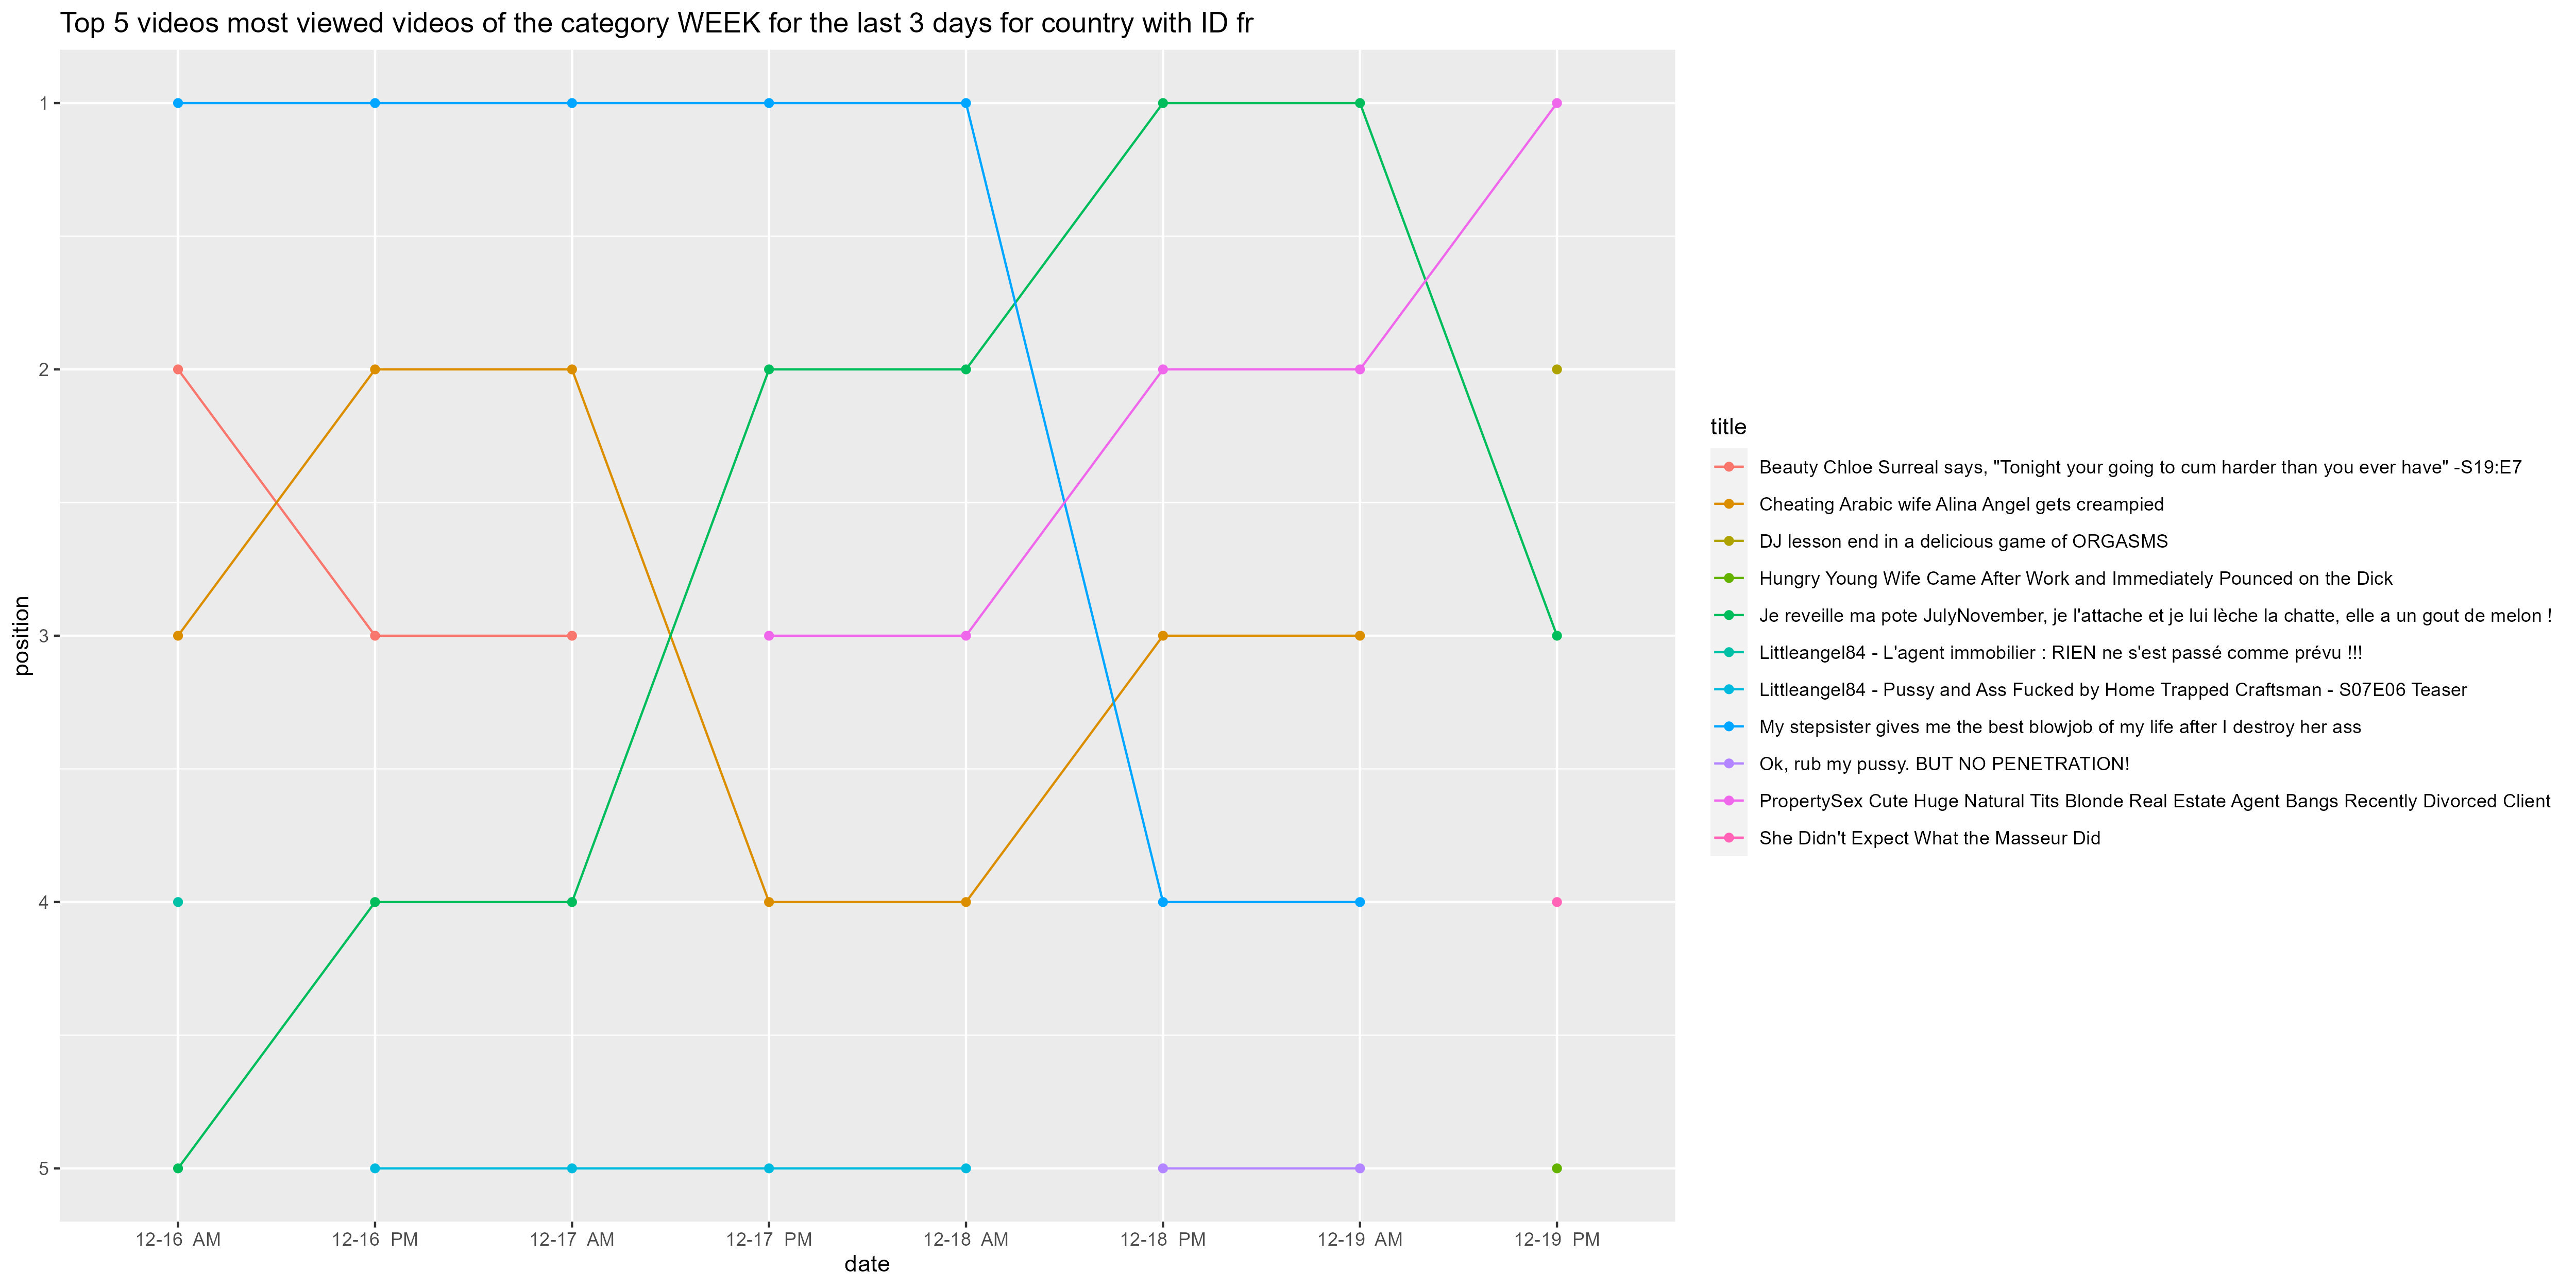 Top 5 videos most viewed videos of the category WEEK for the last 3 days for country with ID fr
position
1
2
3
4
5
12-16 AM
12-16 PM
12-17 AM
12-17 PM
12-18 AM
12-18 PM
12-19 AM
12-19 PM
date
title
Beauty Chloe Surreal says, "Tonight your going to cum harder than you ever have" -S19:E7
Cheating Arabic wife Alina Angel gets creampied
DJ lesson end in a delicious game of ORGASMS
Hungry Young Wife Came After Work and Immediately Pounced on the Dick
Je reveille ma pote JulyNovember, je l'attache et je lui lèche la chatte, elle a un gout de melon !
Littleangel84 - L'agent immobilier : RIEN ne s'est passé comme prévu !!!
Littleangel84 - Pussy and Ass Fucked by Home Trapped Craftsman - S07E06 Teaser
My stepsister gives me the best blowjob of my life after I destroy her ass
Ok, rub my pussy. BUT NO PENETRATION!
PropertySex Cute Huge Natural Tits Blonde Real Estate Agent Bangs Recently Divorced Client
She Didn't Expect What the Masseur Did